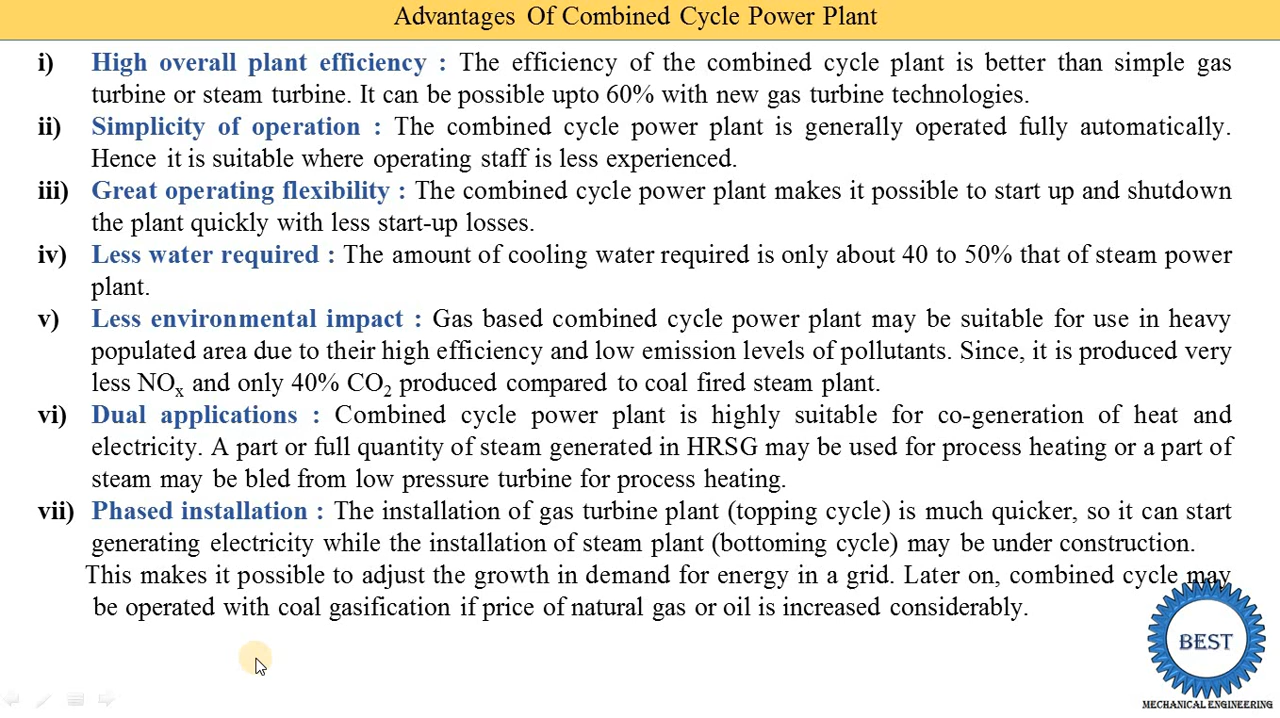 Advantages Of Combined Cycle Power Plant
i) High overall plant efficiency : The efficiency of the combined cycle plant is better than simple gas
turbine or steam turbine. It can be possible upto 60% with new gas turbine technologies.
ii) Simplicity of operation : The combined cycle power plant is generally operated fully automatically.
Hence it is suitable where operating staff is less experienced.
iii) Great operating flexibility : The combined cycle power plant makes it possible to start up and shutdown
the plant quickly with less start-up losses.
iv) Less water required : The amount of cooling water required is only about 40 to 50% that of steam power
plant.
v) Less environmental impact : Gas based combined cycle power plant may be suitable for use in heavy
populated area due to their high efficiency and low emission levels of pollutants. Since, it is produced very
less NOx and only 40% CO2 produced compared to coal fired steam plant.
vi) Dual applications : Combined cycle power plant is highly suitable for co-generation of heat and
electricity. A part or full quantity of steam generated in HRSG may be used for process heating or a part of
steam may be bled from low pressure turbine for process heating.
vii) Phased installation : The installation of gas turbine plant (topping cycle) is much quicker, so it can start
generating electricity while the installation of steam plant (bottoming cycle) may be under construction.
This makes it possible to adjust the growth in demand for energy in a grid. Later on, combined cycle may
be operated with coal gasification if price of natural gas or oil is increased considerably.
BEST
MECHANICAL ENGINEERING